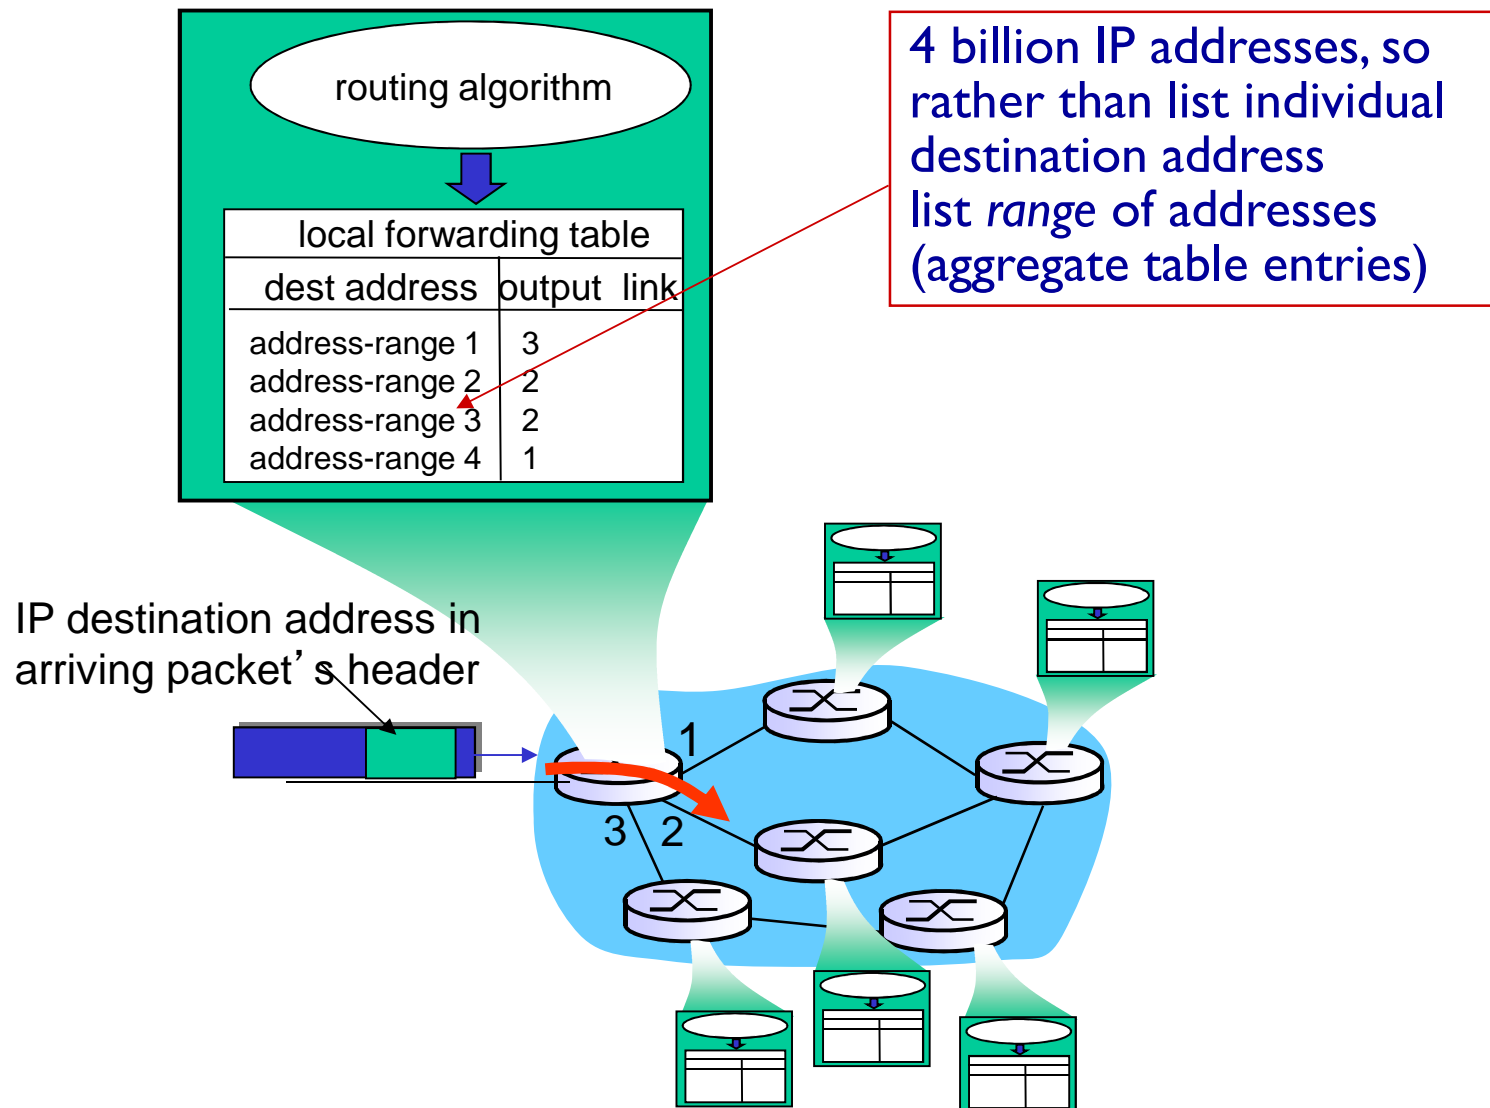 routing algorithm
local forwarding table
dest address output link
address-range 1 3
address-range 2 2
address-range 3 2
address-range 4 1
4 billion IP addresses, so
rather than list individual
destination address
list range of addresses
(aggregate table entries)
IP destination address in
arriving packet’s header
1
3 2